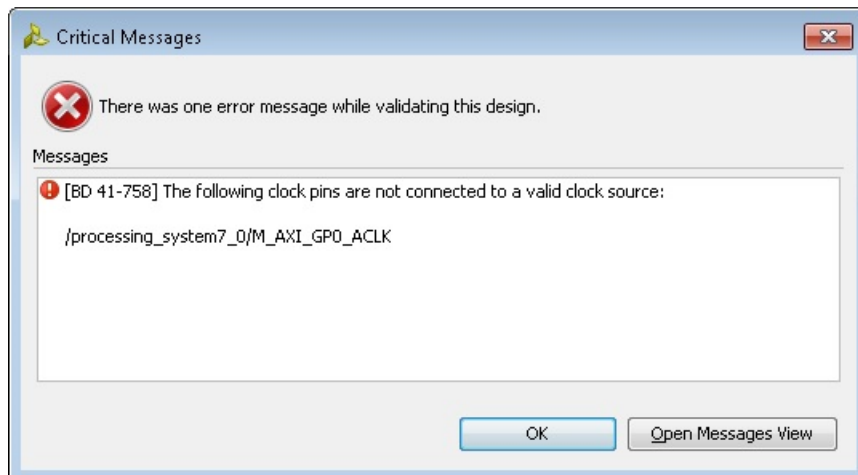 Critical Messages
There was one error message while validating this design.
Messages
[BD 41-758] The following clock pins are not connected to a valid clock source:
/processing_system7_0/M_AXI_GP0_ACLK
OK
Open Messages View